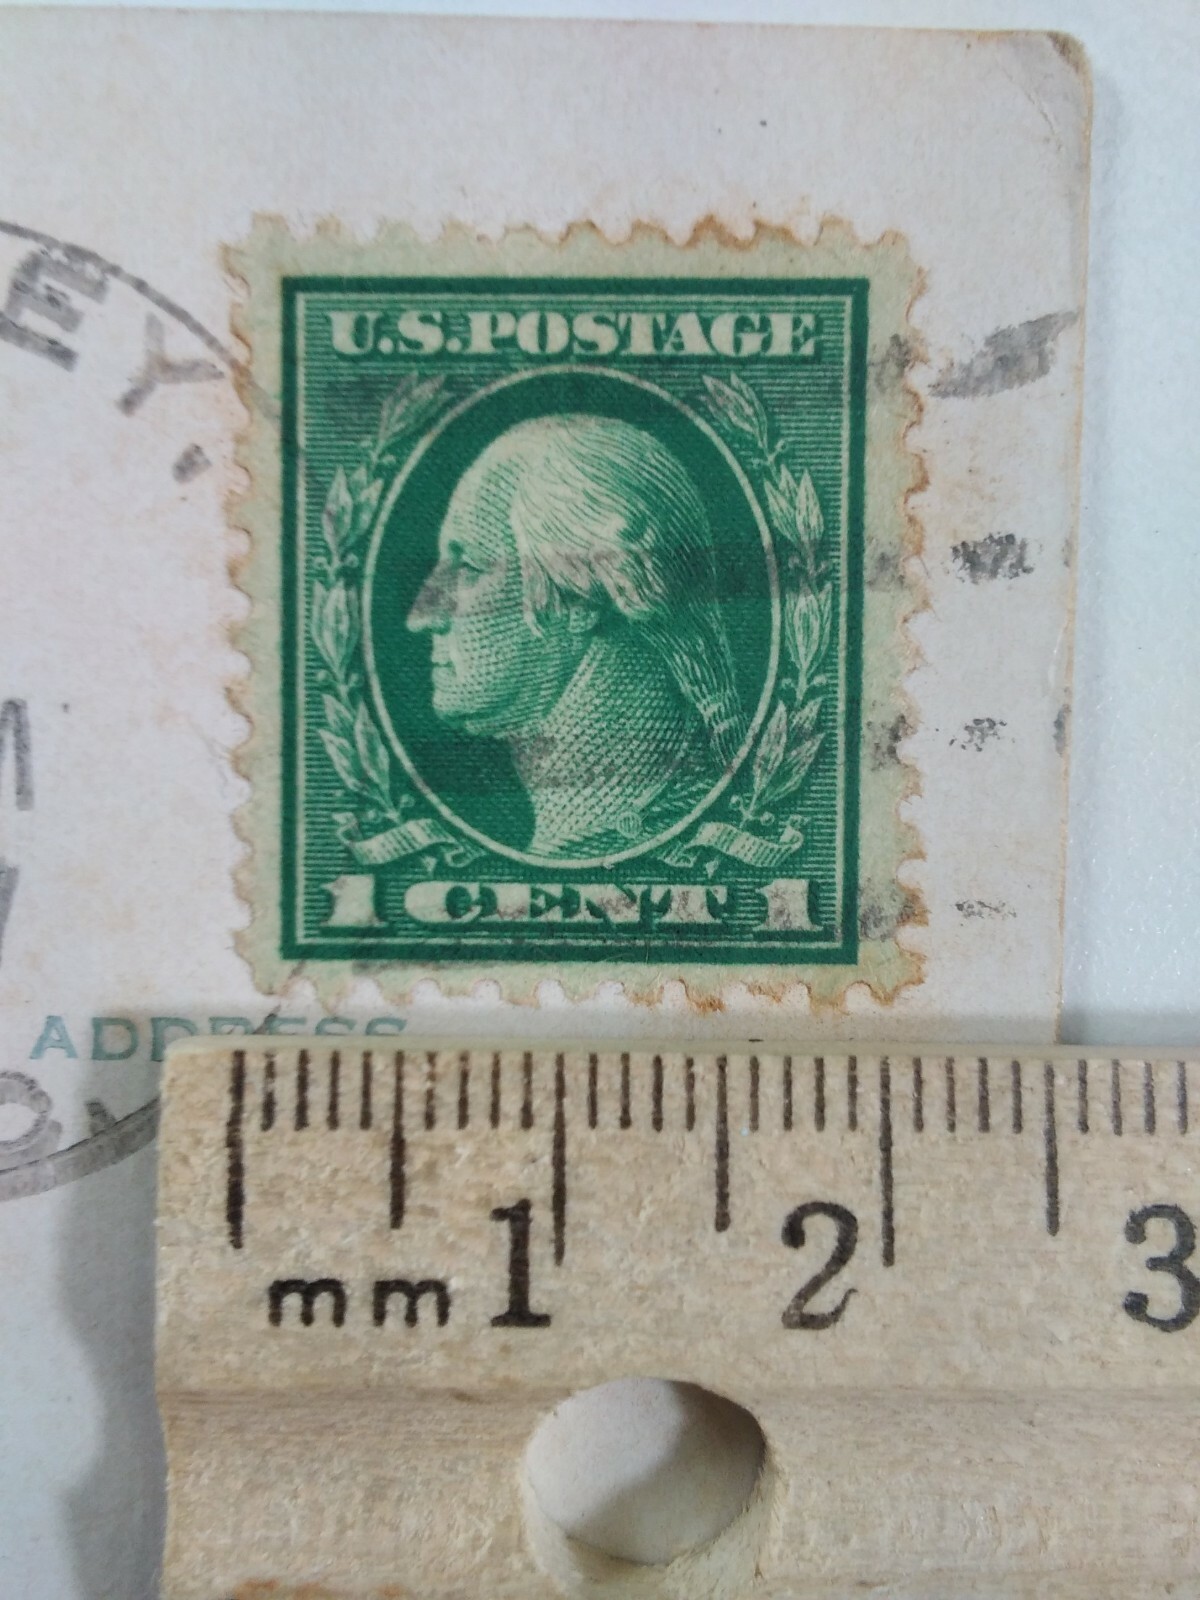 U.S. POSTAGE
1 CENT 1
ADDRESS
mm 1 2 3